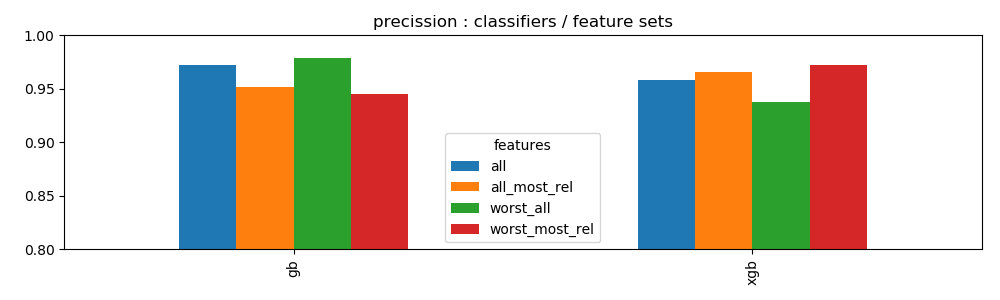 precission : classifiers / feature sets
1.00
0.95
0.90
0.85
0.80
features
all
all_most_rel
worst_all
worst_most_rel
gb
xgb